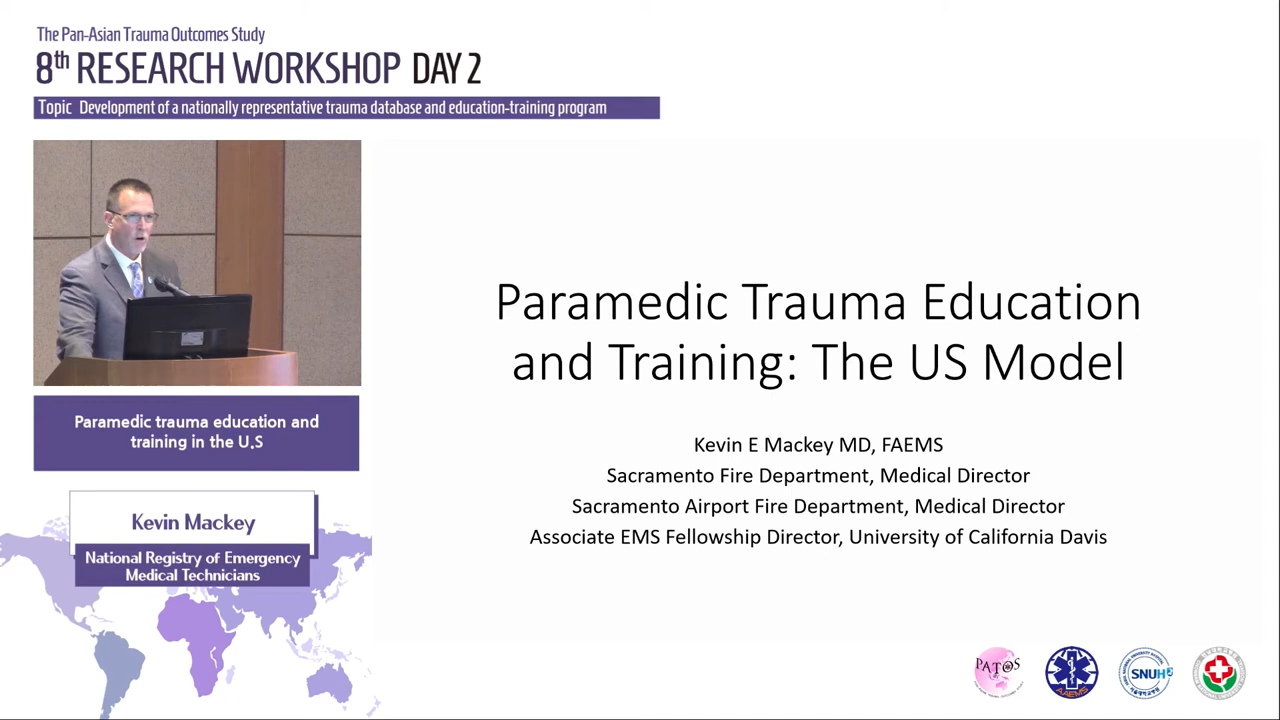 The Pan-Asian Trauma Outcomes Study
8th RESEARCH WORKSHOP DAY 2
Topic Development of a nationally representative trauma database and education-training program
Paramedic trauma education and
training in the U.S
Kevin Mackey
National Registry of Emergency
Medical Technicians
Paramedic Trauma Education
and Training: The US Model
Kevin E Mackey MD, FAEMS
Sacramento Fire Department, Medical Director
Sacramento Airport Fire Department, Medical Director
Associate EMS Fellowship Director, University of California Davis
PATOS
AAEMS
SNUH